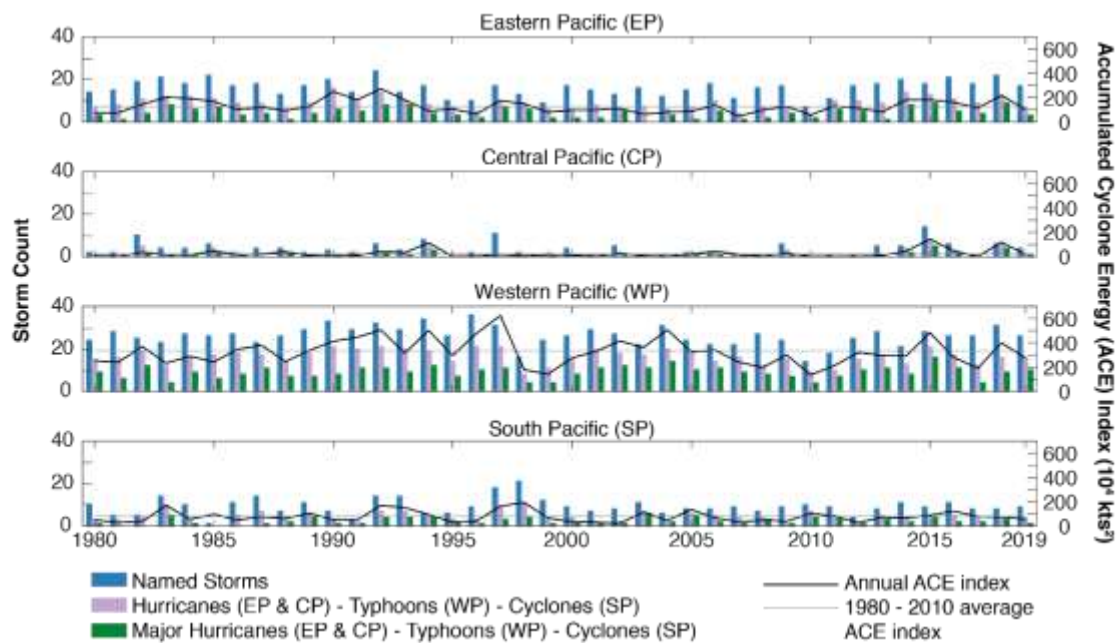 Eastern Pacific (EP)
40
20
0
600
400
200
0
Central Pacific (CP)
40
20
0
600
400
200
0
Western Pacific (WP)
40
20
0
600
400
200
0
South Pacific (SP)
40
20
0
600
400
200
0
Storm Count
Accumulated Cyclone Energy (ACE) Index (10⁴ kts²)
1980 1985 1990 1995 2000 2005 2010 2015 2019
Named Storms
Hurricanes (EP & CP) - Typhoons (WP) - Cyclones (SP)
Major Hurricanes (EP & CP) - Typhoons (WP) - Cyclones (SP)
Annual ACE index
1980 - 2010 average
ACE index